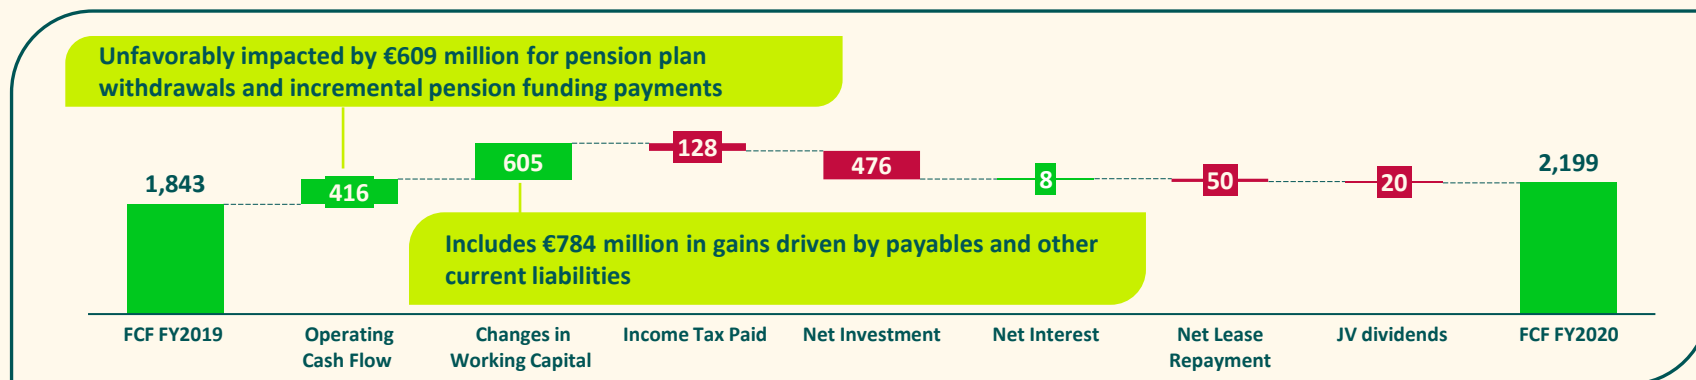 Unfavorably impacted by €609 million for pension plan
withdrawals and incremental pension funding payments
1,843
416
605
128
476
8
50
20
2,199
Includes €784 million in gains driven by payables and other
current liabilities
FCF FY2019
Operating
Cash Flow
Changes in
Working Capital
Income Tax Paid
Net Investment
Net Interest
Net Lease
Repayment
JV dividends
FCF FY2020